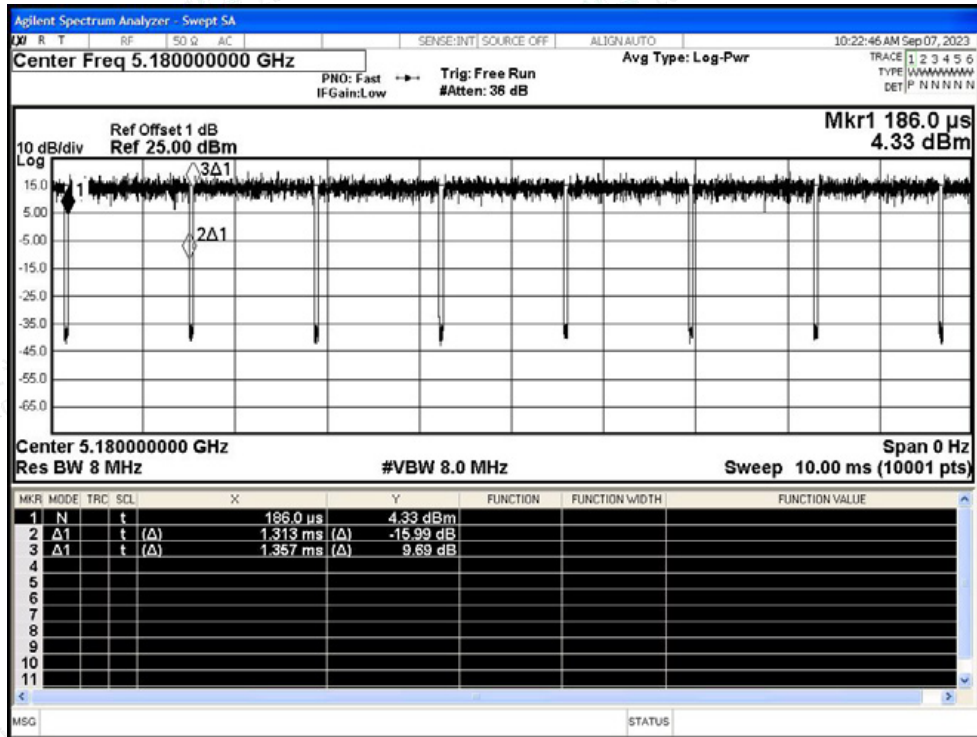 Agilent Spectrum Analyzer - Swept SA
LXI R T RF 50 Ω AC SENSE:INT SOURCE OFF ALIGNAUTO 10:22:46 AM Sep 07, 2023
Center Freq 5.180000000 GHz
PNO: Fast Trig: Free Run Avg Type: Log-Pwr TRACE 1 2 3 4 5 6
IFGain:Low #Atten: 36 dB TYPE WWWWWW
DET P N N N N N
Ref Offset 1 dB Mkr1 186.0 µs
10 dB/div Ref 25.00 dBm 4.33 dBm
Log
3Δ1
15.0
1
5.00
2Δ1
-5.00
-15.0
-25.0
-35.0
-45.0
-55.0
-65.0
Center 5.180000000 GHz Span 0 Hz
Res BW 8 MHz #VBW 8.0 MHz Sweep 10.00 ms (10001 pts)
MKR MODE TRC SCL X Y FUNCTION FUNCTION WIDTH FUNCTION VALUE
1 N t 186.0 µs 4.33 dBm
2 Δ1 t (Δ) 1.313 ms (Δ) -15.99 dB
3 Δ1 t (Δ) 1.357 ms (Δ) 9.69 dB
4
5
6
7
8
9
10
11
MSG STATUS